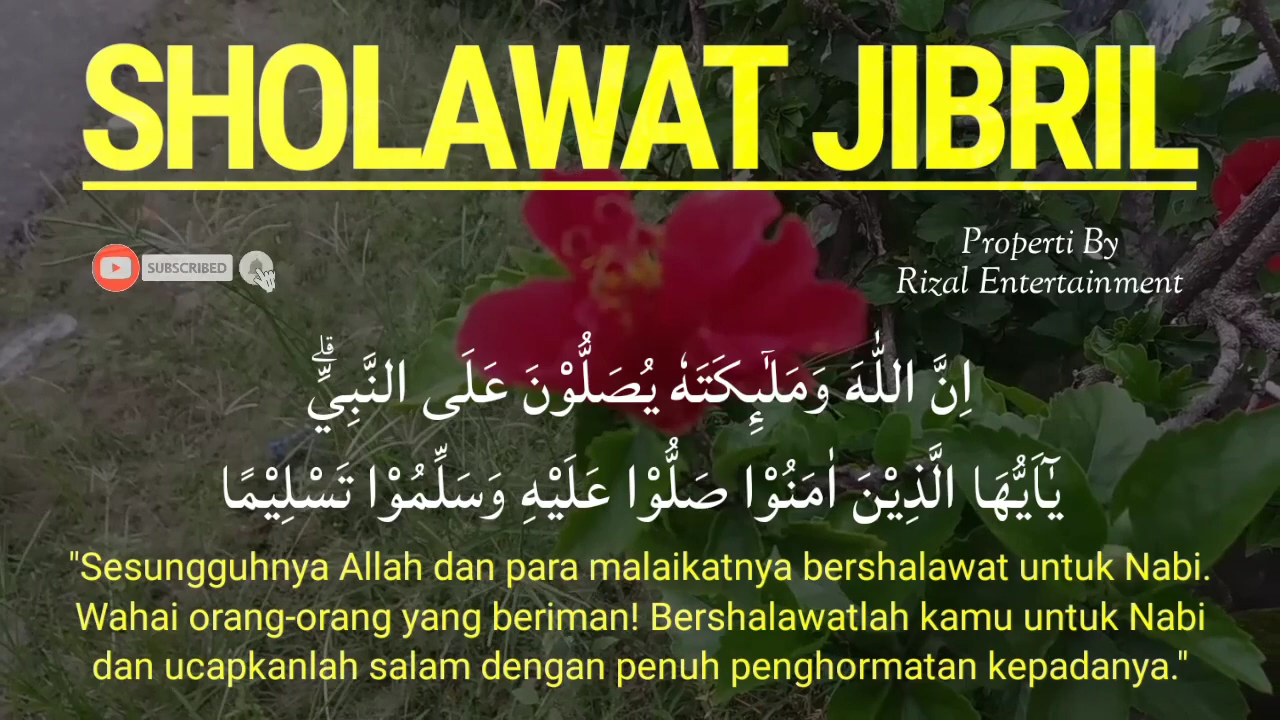 SHOLAWAT JIBRIL
SUBSCRIBED
Properti By
Rizal Entertainment
اِنَّ اللّٰهَ وَمَلٰۤىِٕكَتَهٗ يُصَلُّوْنَ عَلَى النَّبِيِّۗ
يٰٓاَيُّهَا الَّذِيْنَ اٰمَنُوْا صَلُّوْا عَلَيْهِ وَسَلِّمُوْا تَسْلِيْمًا
"Sesungguhnya Allah dan para malaikatnya bershalawat untuk Nabi.
Wahai orang-orang yang beriman! Bershalawatlah kamu untuk Nabi
dan ucapkanlah salam dengan penuh penghormatan kepadanya."